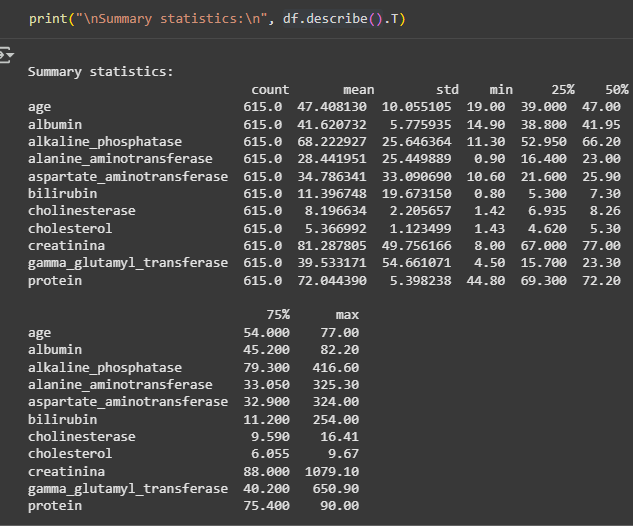 print("\nSummary statistics:\n", df.describe().T)
Summary statistics:
count mean std min 25% 50%
age 615.0 47.408130 10.055105 19.00 39.000 47.00
albumin 615.0 41.620732 5.775935 14.90 38.800 41.95
alkaline_phosphatase 615.0 68.222927 25.646364 11.30 52.950 66.20
alanine_aminotransferase 615.0 28.441951 25.449889 0.90 16.400 23.00
aspartate_aminotransferase 615.0 34.786341 33.090690 10.60 21.600 25.90
bilirubin 615.0 11.396748 19.673150 0.80 5.300 7.30
cholinesterase 615.0 8.196634 2.205657 1.42 6.935 8.26
cholesterol 615.0 5.366992 1.123499 1.43 4.620 5.30
creatinina 615.0 81.287805 49.756166 8.00 67.000 77.00
gamma_glutamyl_transferase 615.0 39.533171 54.661071 4.50 15.700 23.30
protein 615.0 72.044390 5.398238 44.80 69.300 72.20
75% max
age 54.000 77.00
albumin 45.200 82.20
alkaline_phosphatase 79.300 416.60
alanine_aminotransferase 33.050 325.30
aspartate_aminotransferase 32.900 324.00
bilirubin 11.200 254.00
cholinesterase 9.590 16.41
cholesterol 6.055 9.67
creatinina 88.000 1079.10
gamma_glutamyl_transferase 40.200 650.90
protein 75.400 90.00